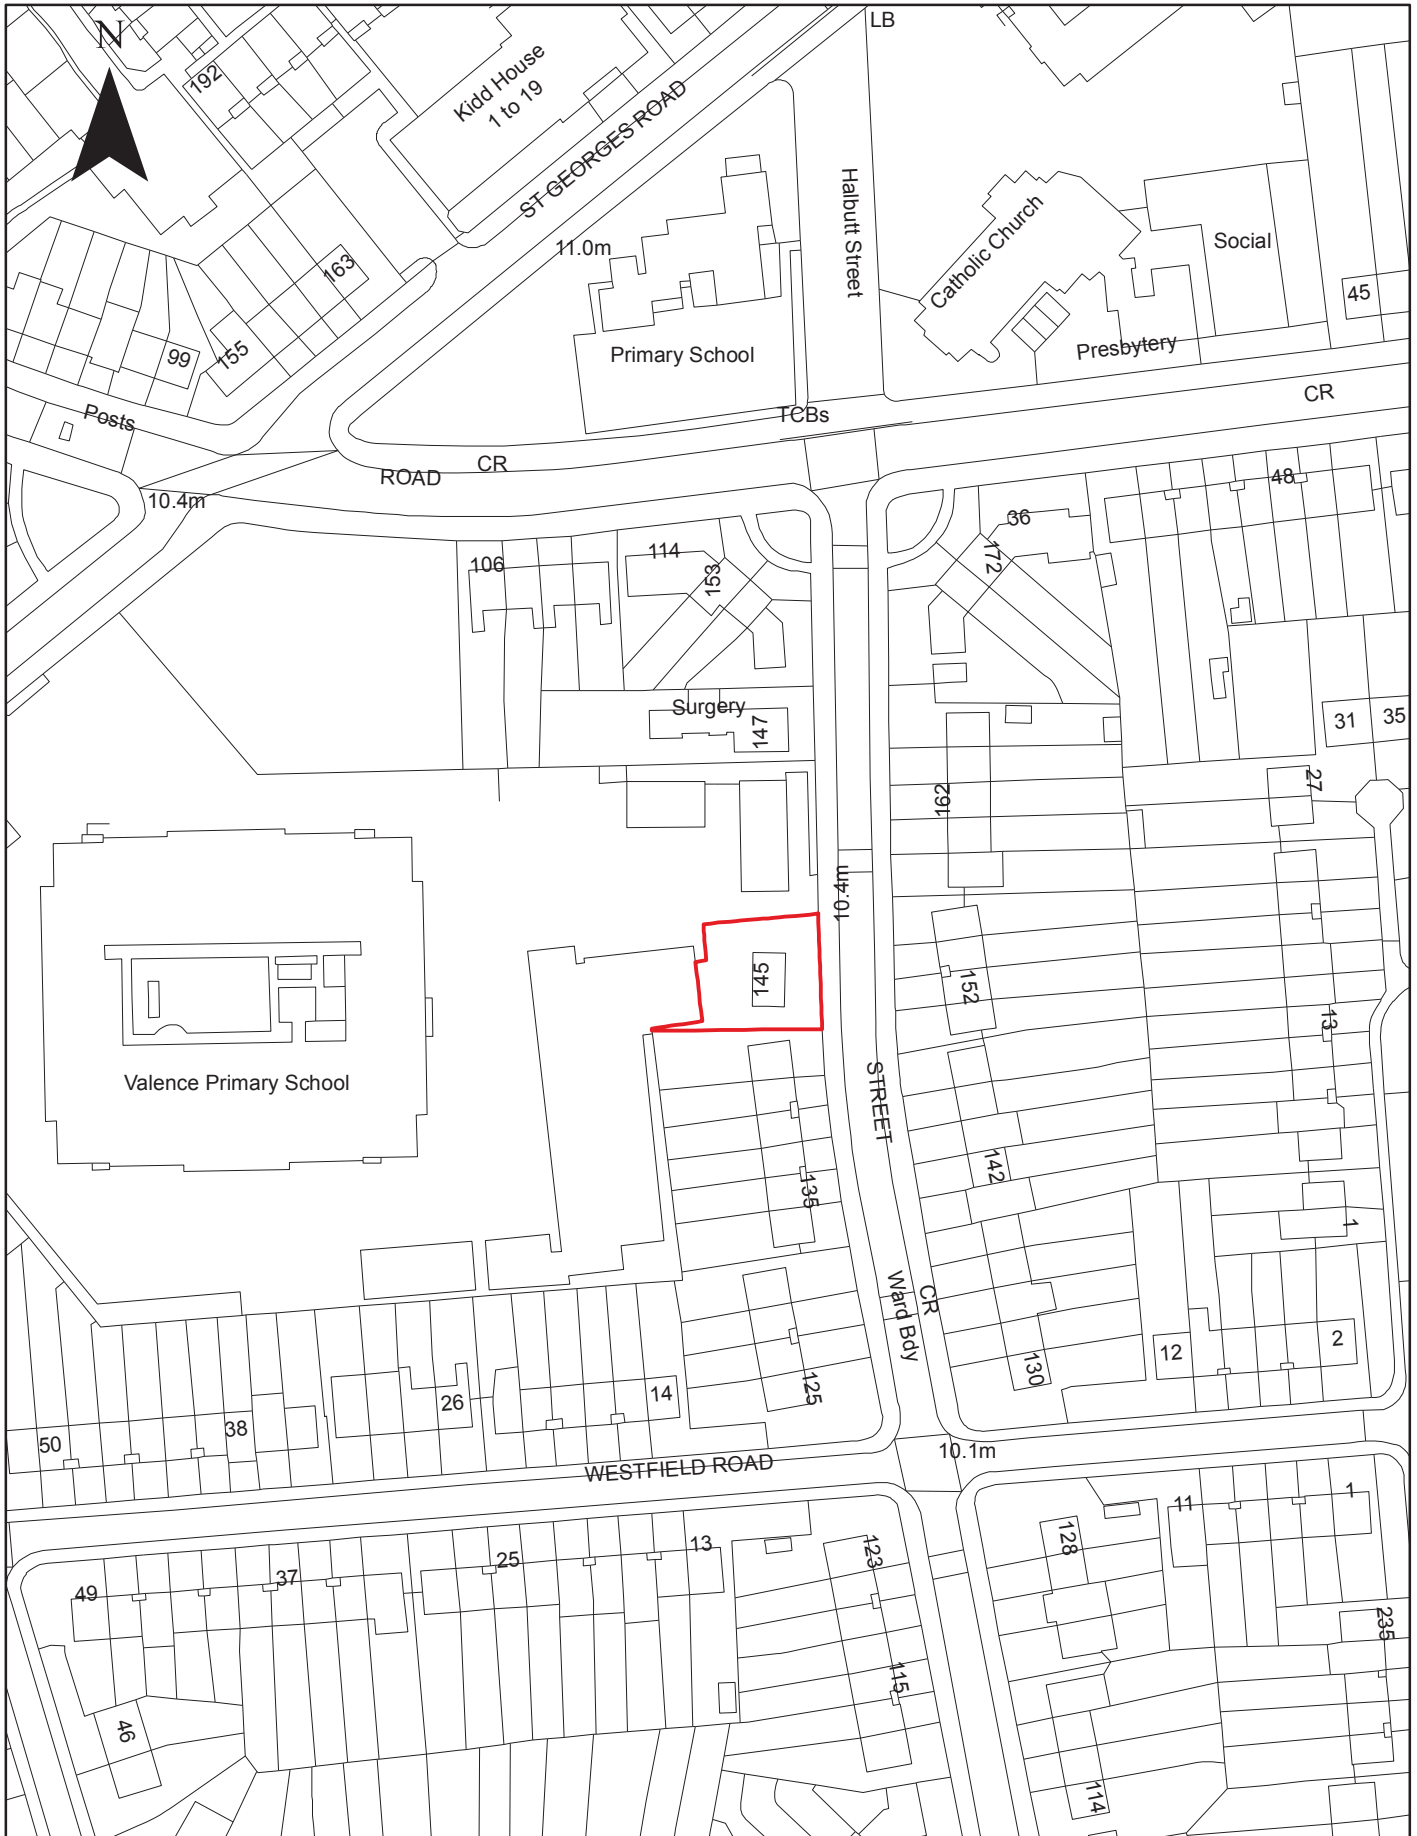 N
LB
192
Kidd House
1 to 19
ST GEORGES ROAD
Halbutt Street
11.0m
Catholic Church
Social
163
45
99
155
Primary School
Presbytery
Posts
TCBs
CR
CR
ROAD
10.4m
48
36
106
114
153
172
Surgery
147
31
35
27
162
10.4m
145
152
13
Valence Primary School
STREET
135
142
1
Ward Bdy
CR
12
2
130
125
14
26
38
50
10.1m
WESTFIELD ROAD
11
1
13
123
128
25
37
49
235
115
46
114